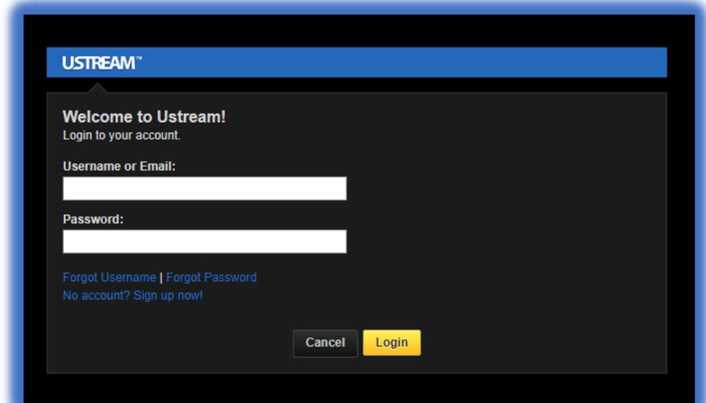 USTREAM™
Welcome to Ustream!
Login to your account.
Username or Email:
Password:
Forgot Username | Forgot Password
No account? Sign up now!
Cancel Login